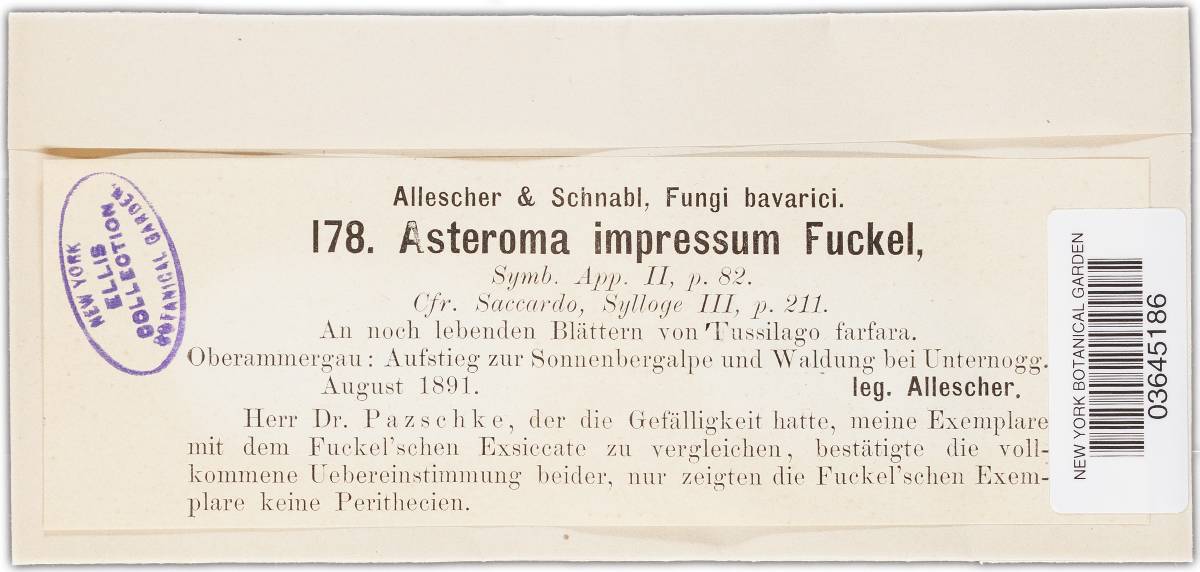 Allescher & Schnabl, Fungi bavarici.
178. Asteroma impressum Fuckel,
Symb. App. II, p. 82.
Cfr. Saccardo, Sylloge III, p. 211.
An noch lebenden Blättern von Tussilago farfara.
Oberammergau: Aufstieg zur Sonnenbergalpe und Waldung bei Unternogg.
August 1891. leg. Allescher.
Herr Dr. Pazschke, der die Gefälligkeit hatte, meine Exemplare
mit dem Fuckel'schen Exsiccate zu vergleichen, bestätigte die voll-
kommene Uebereinstimmung beider, nur zeigten die Fuckel'schen Exem-
plare keine Perithecien.
NEW YORK
ELLIS
COLLECTION
BOTANICAL GARDEN.
NEW YORK BOTANICAL GARDEN
03645186